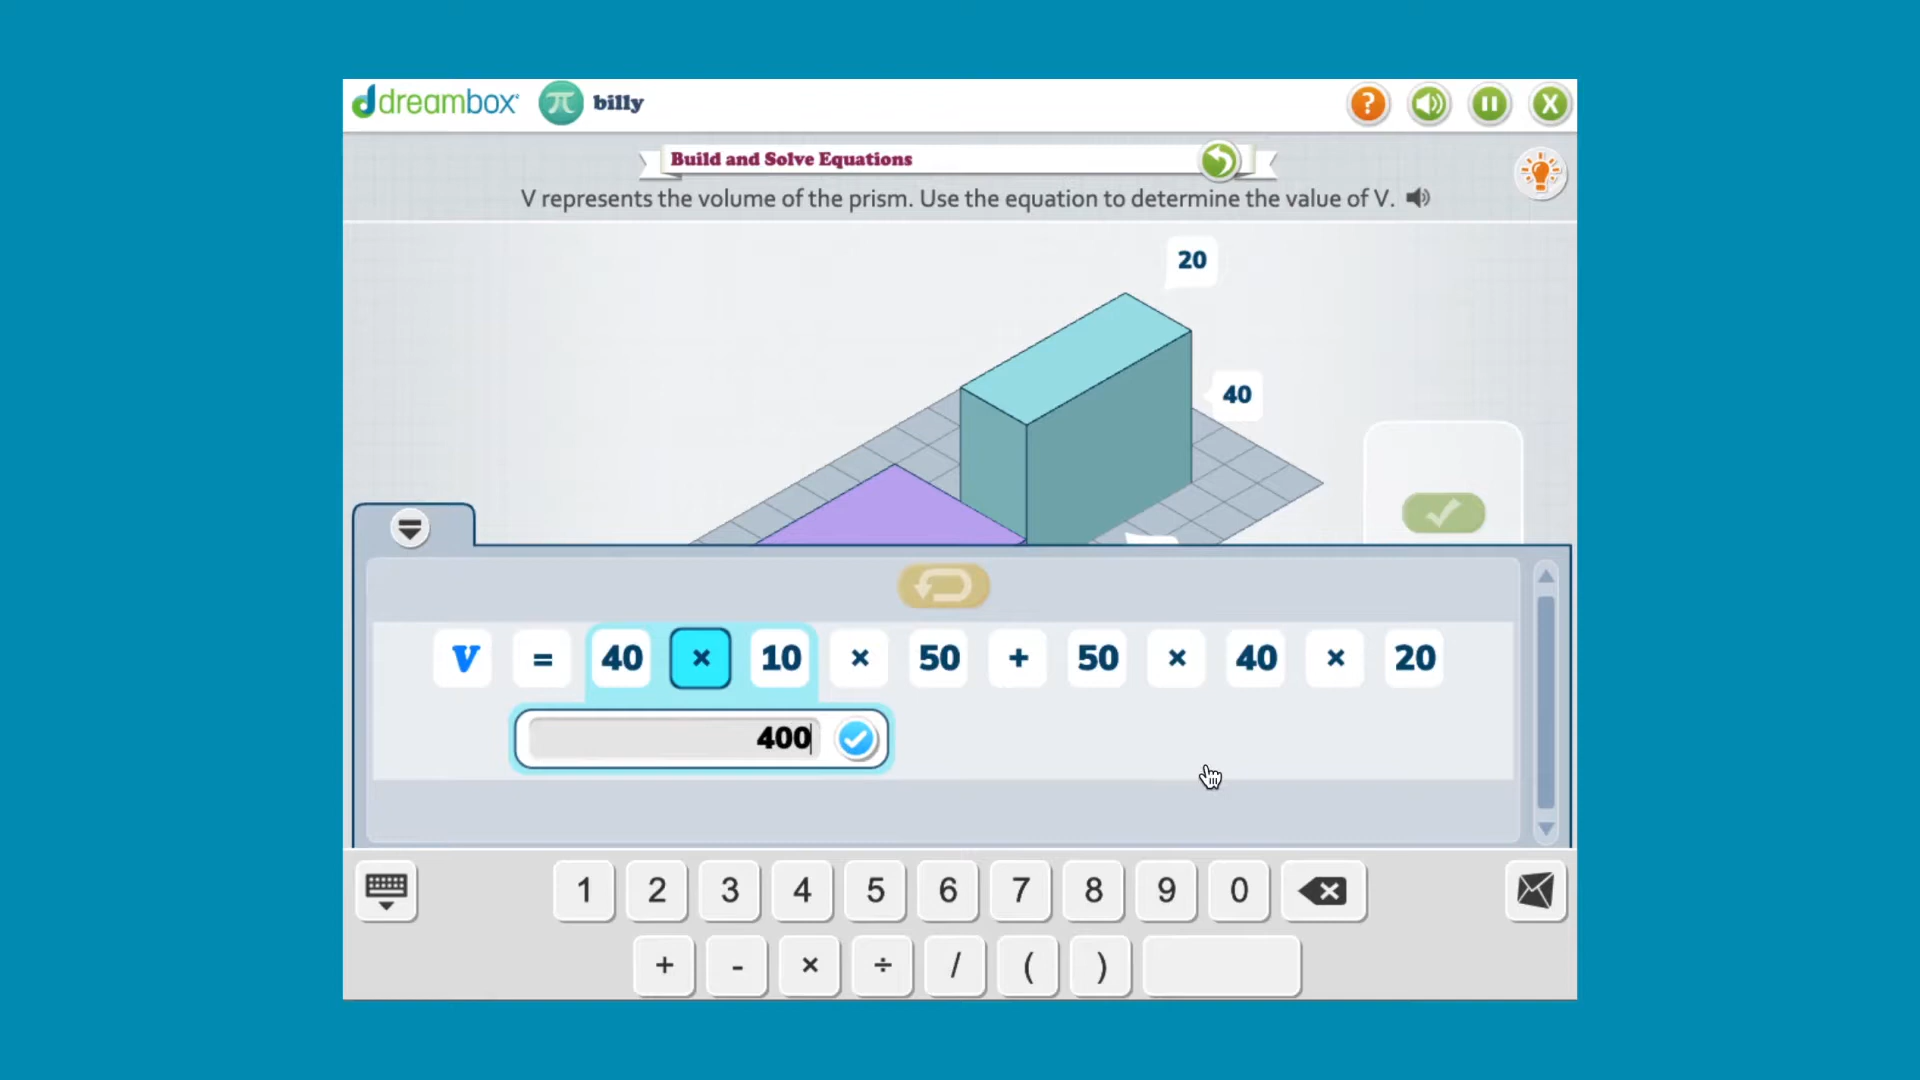 dreambox
π billy
?
X
Build and Solve Equations
V represents the volume of the prism. Use the equation to determine the value of V.
20
40
V = 40 × 10 × 50 + 50 × 40 × 20
400
1 2 3 4 5 6 7 8 9 0
+ - × ÷ / ( )